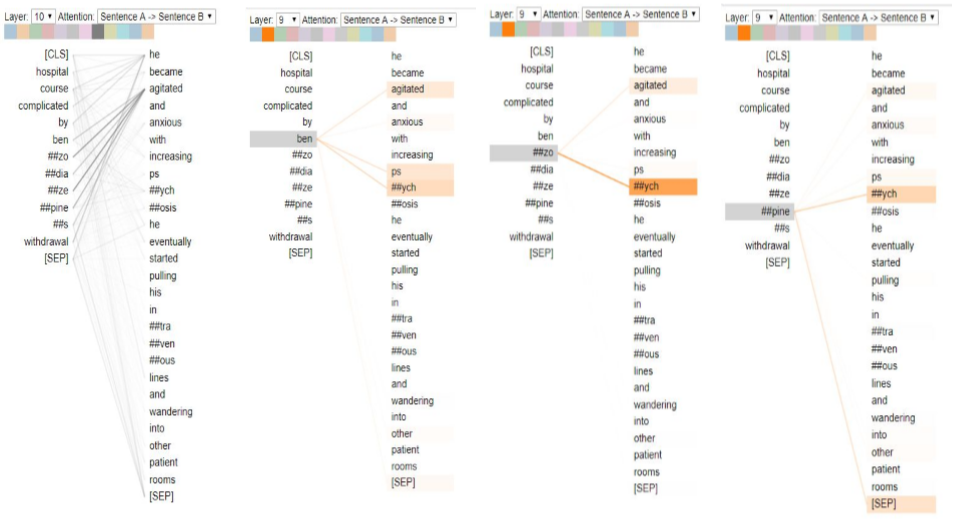 Layer: 10 Attention: Sentence A -> Sentence B
[CLS]
hospital
course
complicated
by
ben
##zo
##dia
##ze
##pine
##s
withdrawal
[SEP]
he
became
agitated
and
anxious
with
increasing
ps
##ych
##osis
he
eventually
started
pulling
his
in
##tra
##ven
##ous
lines
and
wandering
into
other
patient
rooms
[SEP]
Layer: 9 Attention: Sentence A -> Sentence B
[CLS]
hospital
course
complicated
by
ben
##zo
##dia
##ze
##pine
##s
withdrawal
[SEP]
he
became
agitated
and
anxious
with
increasing
ps
##ych
##osis
he
eventually
started
pulling
his
in
##tra
##ven
##ous
lines
and
wandering
into
other
patient
rooms
[SEP]
Layer: 9 Attention: Sentence A -> Sentence B
[CLS]
hospital
course
complicated
by
ben
##zo
##dia
##ze
##pine
##s
withdrawal
[SEP]
he
became
agitated
and
anxious
with
increasing
ps
##ych
##osis
he
eventually
started
pulling
his
in
##tra
##ven
##ous
lines
and
wandering
into
other
patient
rooms
[SEP]
Layer: 9 Attention: Sentence A -> Sentence B
[CLS]
hospital
course
complicated
by
ben
##zo
##dia
##ze
##pine
##s
withdrawal
[SEP]
he
became
agitated
and
anxious
with
increasing
ps
##ych
##osis
he
eventually
started
pulling
his
in
##tra
##ven
##ous
lines
and
wandering
into
other
patient
rooms
[SEP]